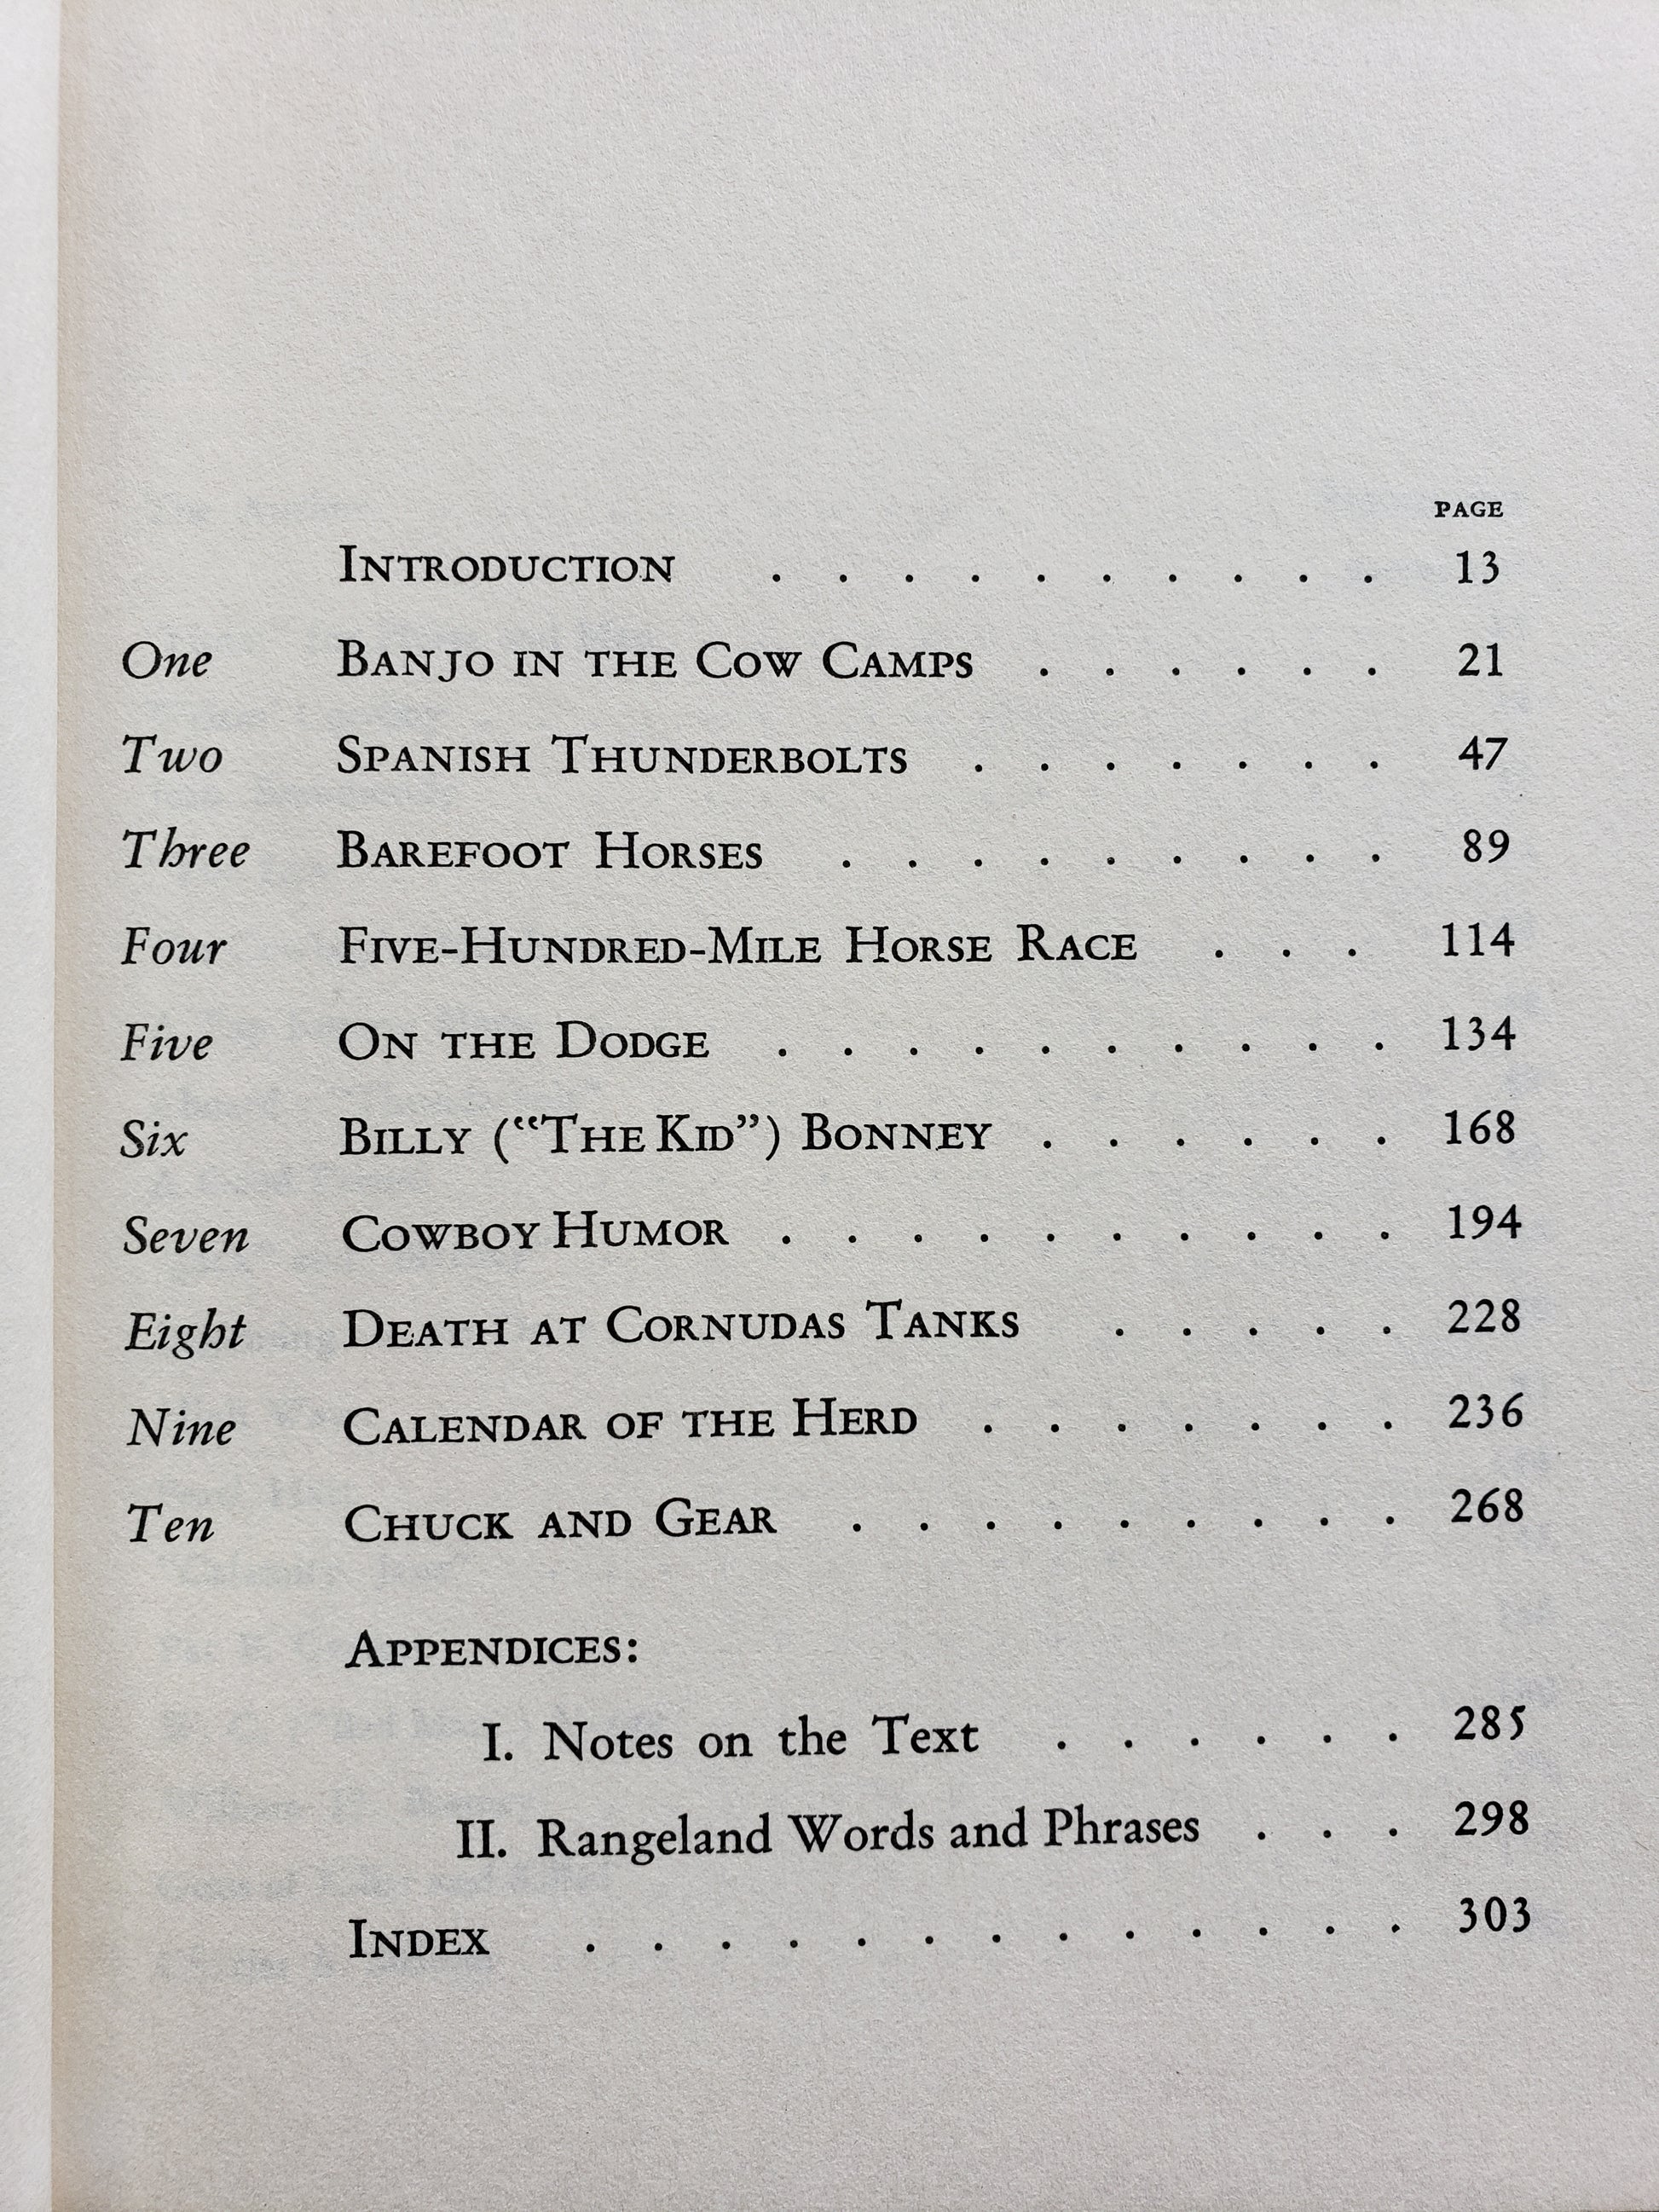 PAGE
INTRODUCTION . . . . . . . . . . 13
One BANJO IN THE COW CAMPS . . . . . . 21
Two SPANISH THUNDERBOLTS . . . . . . . 47
Three BAREFOOT HORSES . . . . . . . . . 89
Four FIVE-HUNDRED-MILE HORSE RACE . . . 114
Five ON THE DODGE . . . . . . . . . . 134
Six BILLY (“THE KID”) BONNEY . . . . . . 168
Seven COWBOY HUMOR . . . . . . . . . . 194
Eight DEATH AT CORNUDAS TANKS . . . . . 228
Nine CALENDAR OF THE HERD . . . . . . . 236
Ten CHUCK AND GEAR . . . . . . . . . 268
APPENDICES:
I. Notes on the Text . . . . . . 285
II. Rangeland Words and Phrases . . . 298
INDEX . . . . . . . . . . . . . 303